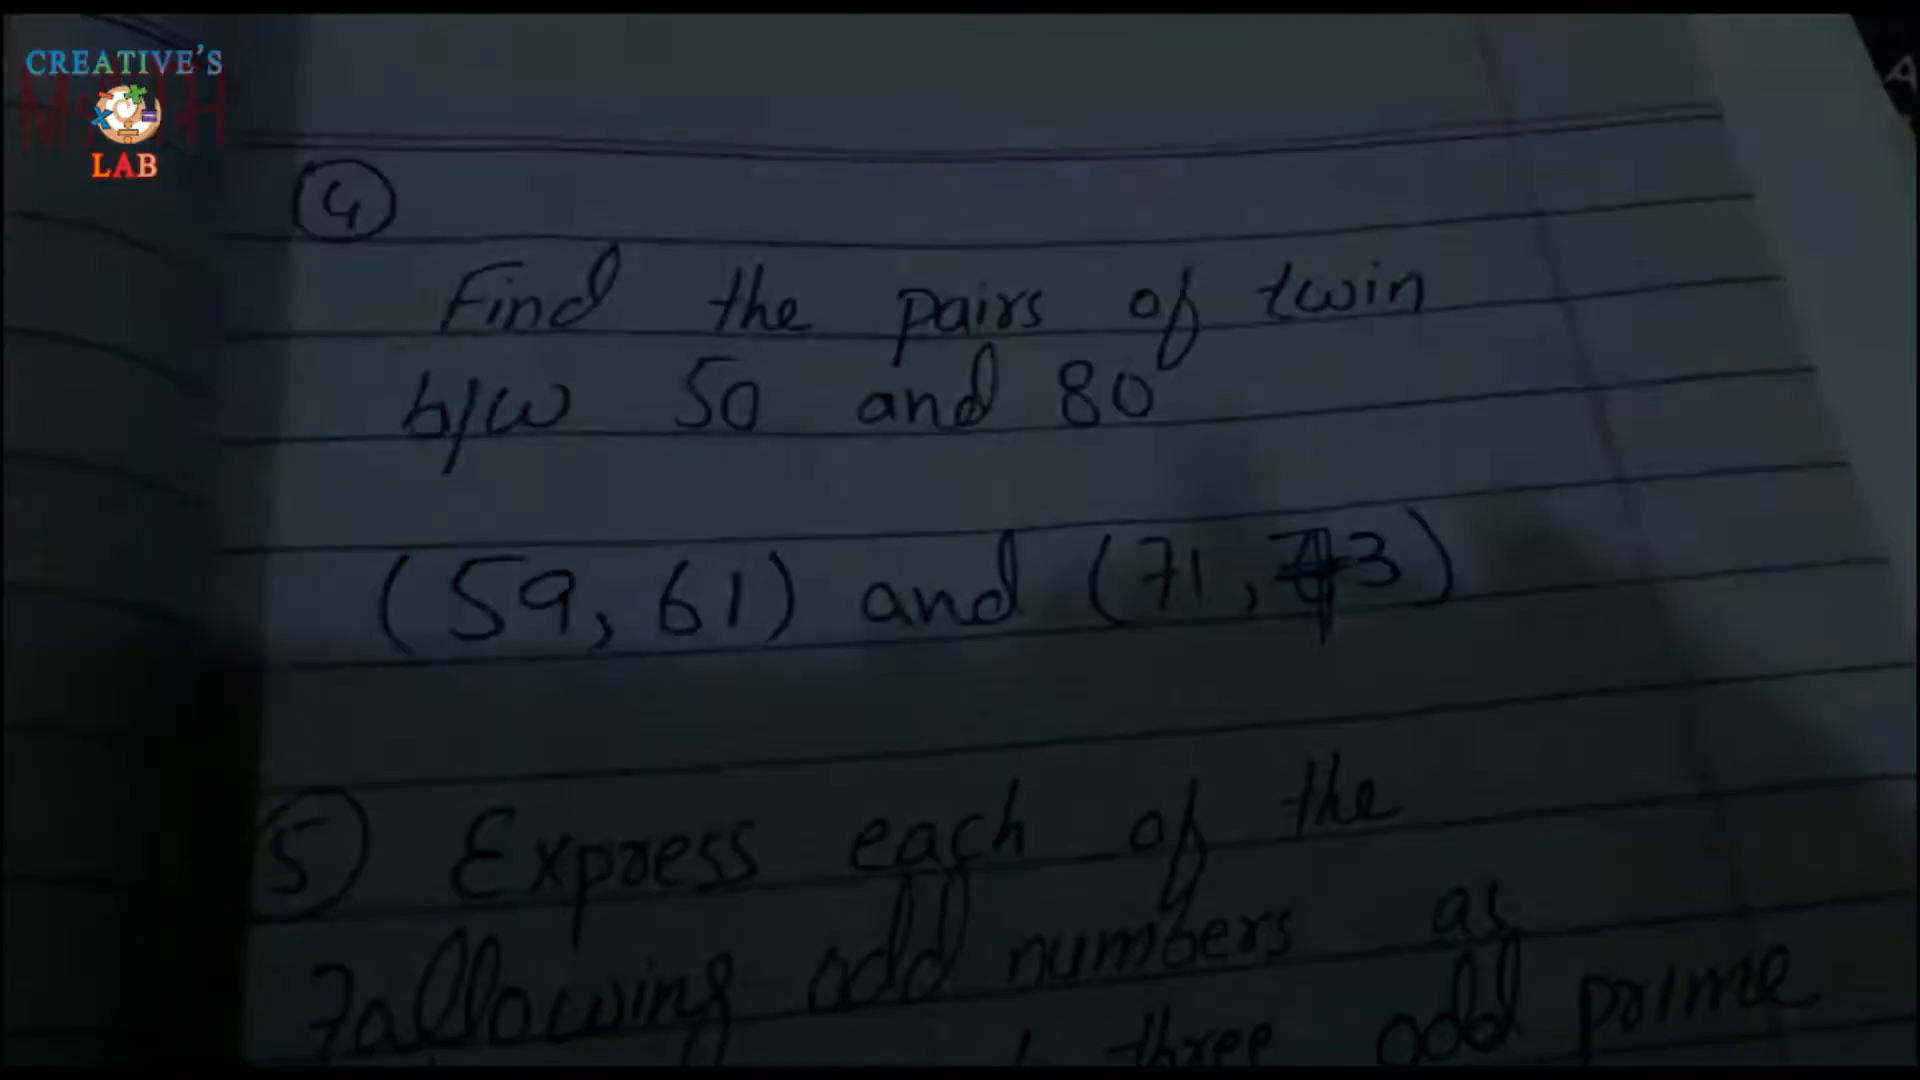 CREATIVE'S
MATH
LAB
4
Find the pairs of twin
b/w 50 and 80
(59, 61) and (71, 73)
5 Express each of the
Following odd numbers as
three odd prime